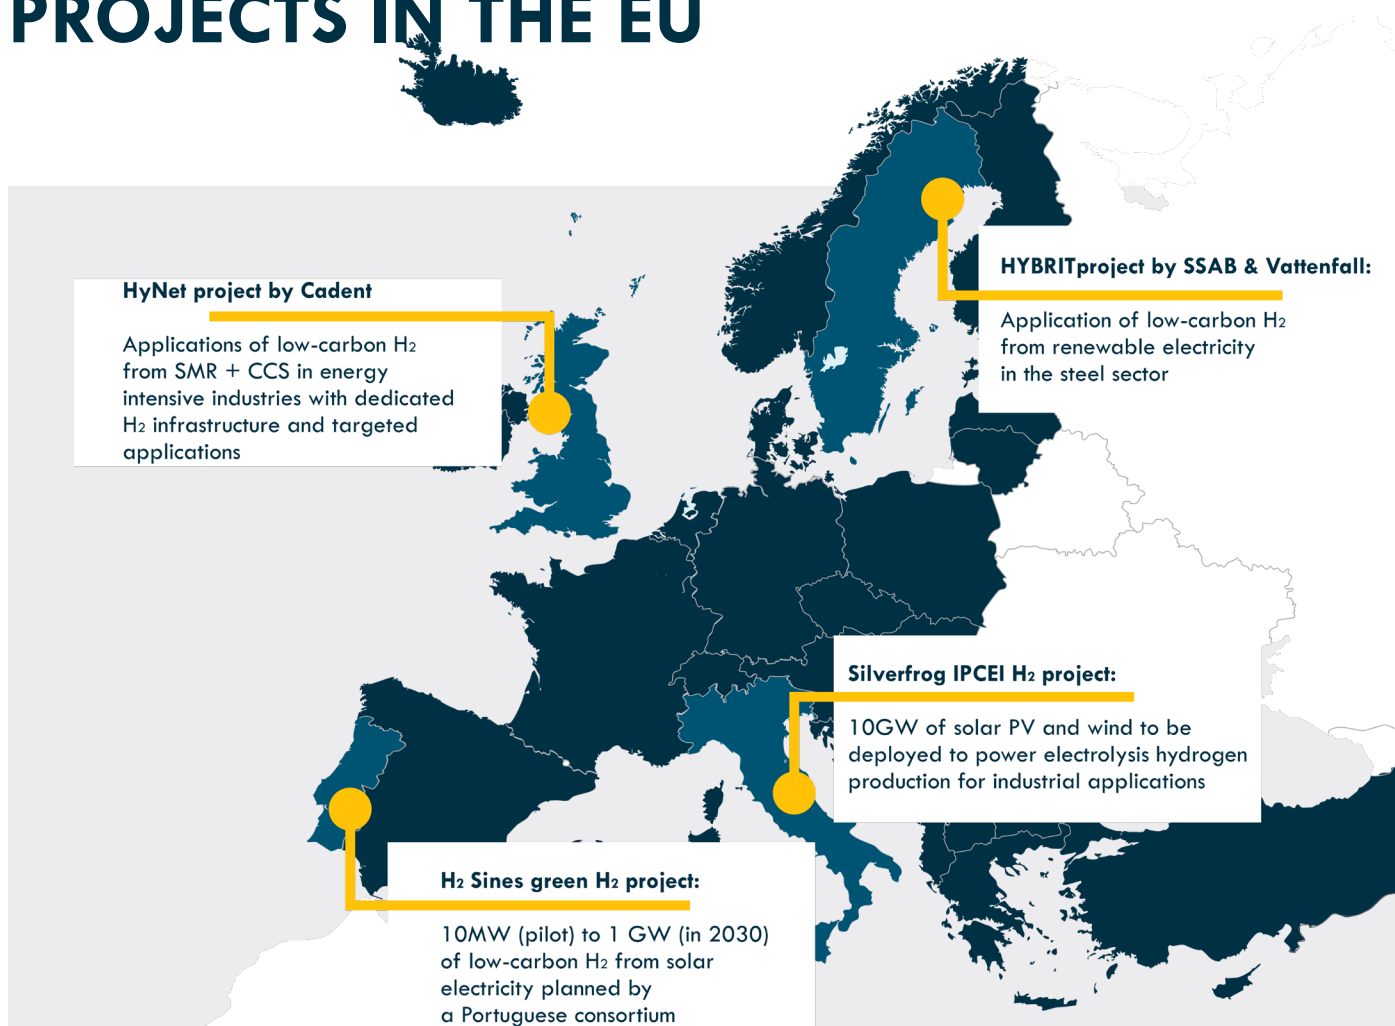 PROJECTS IN THE EU
HyNet project by Cadent
Applications of low-carbon H₂
from SMR + CCS in energy
intensive industries with dedicated
H₂ infrastructure and targeted
applications
HYBRITproject by SSAB & Vattenfall:
Application of low-carbon H₂
from renewable electricity
in the steel sector
Silverfrog IPCEI H₂ project:
10GW of solar PV and wind to be
deployed to power electrolysis hydrogen
production for industrial applications
H₂ Sines green H₂ project:
10MW (pilot) to 1 GW (in 2030)
of low-carbon H₂ from solar
electricity planned by
a Portuguese consortium